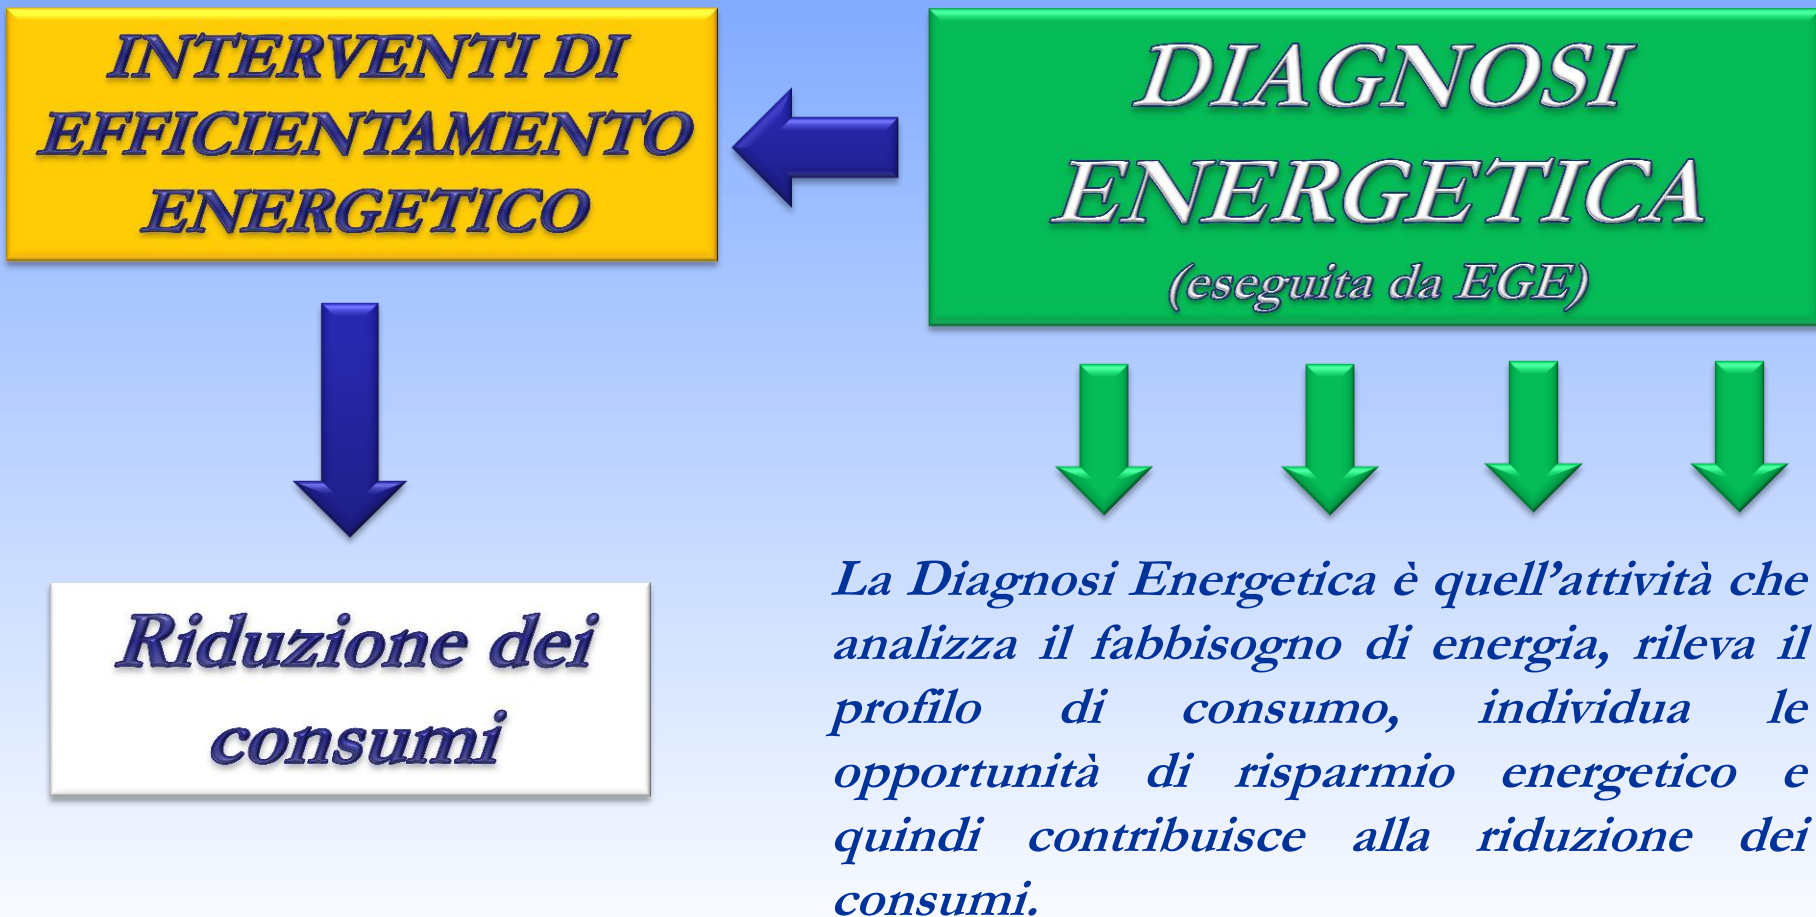 INTERVENTI DI
EFFICIENTAMENTO
ENERGETICO
DIAGNOSI
ENERGETICA
(eseguita da EGE)
Riduzione dei
consumi
La Diagnosi Energetica è quell’attività che
analizza il fabbisogno di energia, rileva il
profilo di consumo, individua le
opportunità di risparmio energetico e
quindi contribuisce alla riduzione dei
consumi.